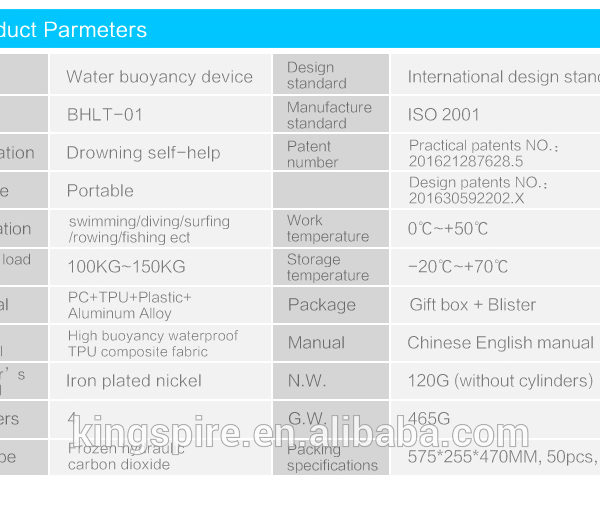 duct Parmeters
Water buoyancy device
Design
standard
International design stan
BHLT-01
Manufacture
standard
ISO 2001
ation
Drowning self-help
Patent
number
Practical patents NO.:
201621287628.5
e
Portable
Design patents NO.;
201630592202.X
ation
swimming/diving/surfing
/rowing/fishing ect
Work
temperature
0℃~+50℃
load
100KG~150KG
Storage
temperature
-20℃~+70℃
al
PC+TPU+Plastic+
Aluminum Alloy
Package
Gift box + Blister
l
High buoyancy waterproof
TPU composite fabric
Manual
Chinese English manual
r's
Iron plated nickel
N.W.
120G (without cylinders)
ers
4
G.W.
465G
kingspire.en.alibaba.com
pe
Frozen hydraulic
carbon dioxide
Packing
specifications
575*255*470MM, 50pcs,